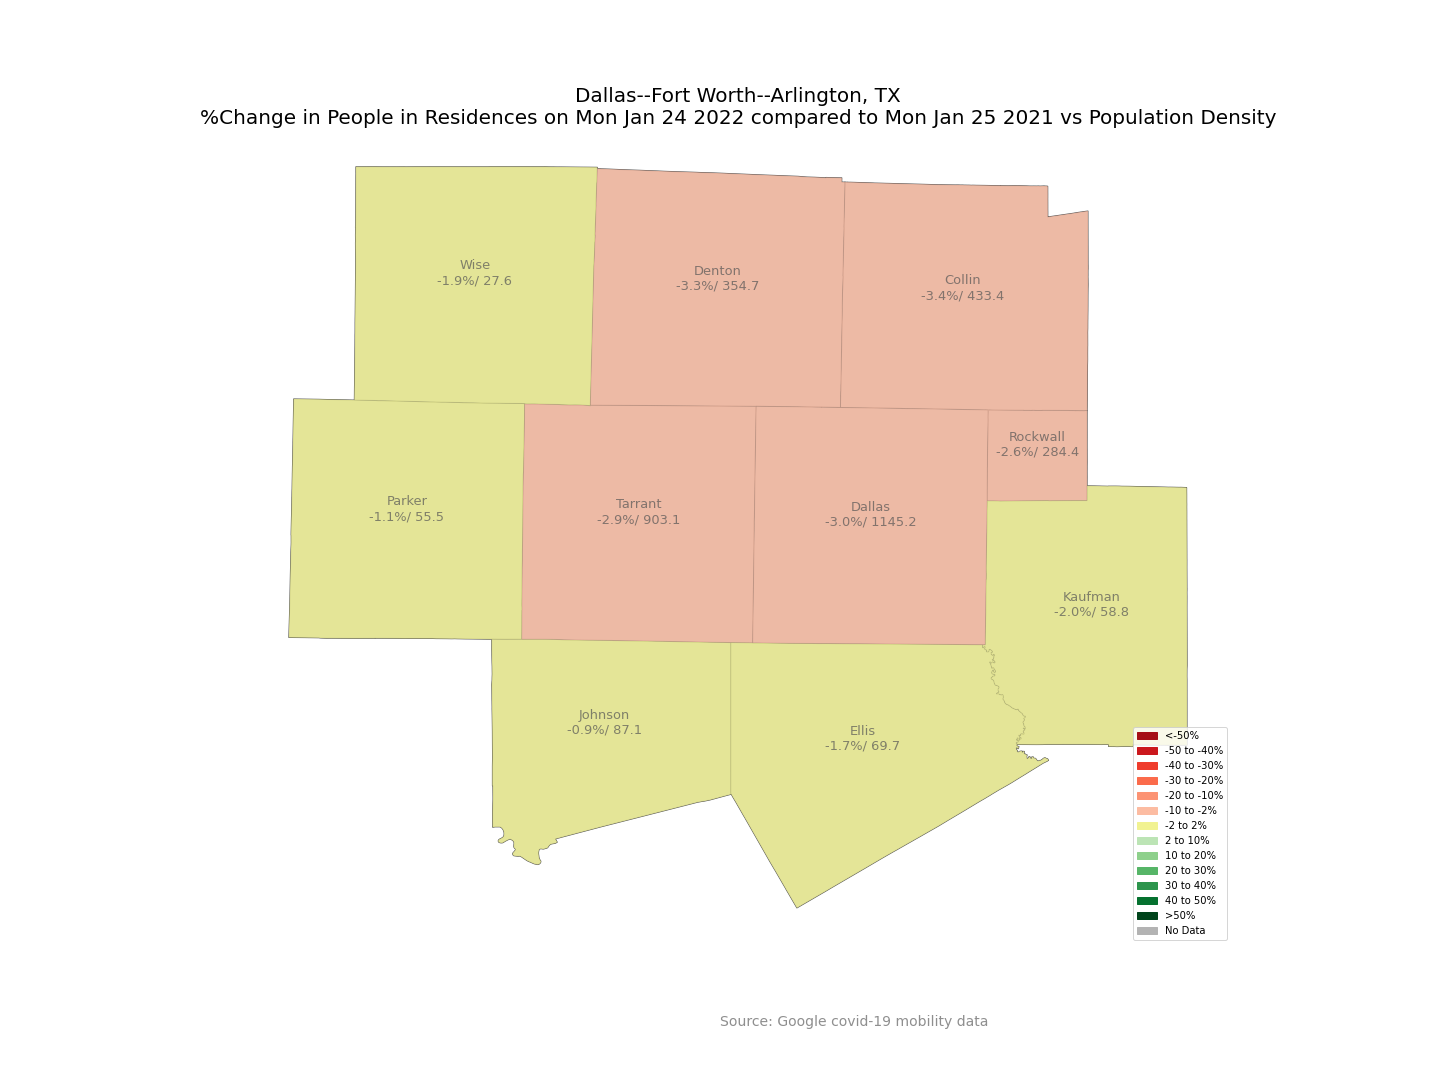 Dallas--Fort Worth--Arlington, TX
%Change in People in Residences on Mon Jan 24 2022 compared to Mon Jan 25 2021 vs Population Density
Wise
-1.9%/ 27.6
Denton
-3.3%/ 354.7
Collin
-3.4%/ 433.4
Rockwall
-2.6%/ 284.4
Parker
-1.1%/ 55.5
Tarrant
-2.9%/ 903.1
Dallas
-3.0%/ 1145.2
Kaufman
-2.0%/ 58.8
Johnson
-0.9%/ 87.1
Ellis
-1.7%/ 69.7
<-50%
-50 to -40%
-40 to -30%
-30 to -20%
-20 to -10%
-10 to -2%
-2 to 2%
2 to 10%
10 to 20%
20 to 30%
30 to 40%
40 to 50%
>50%
No Data
Source: Google covid-19 mobility data